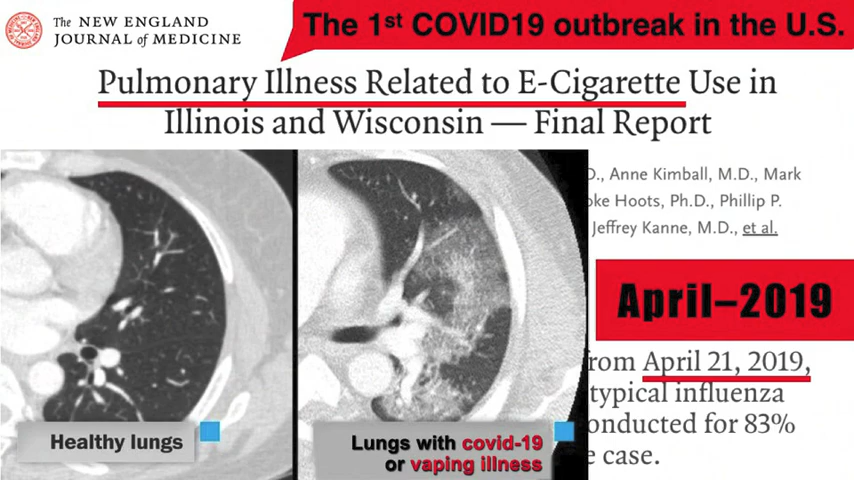 The NEW ENGLAND
JOURNAL of MEDICINE
The 1st COVID19 outbreak in the U.S.
Pulmonary Illness Related to E-Cigarette Use in
Illinois and Wisconsin — Final Report
D., Anne Kimball, M.D., Mark
oke Hoots, Ph.D., Phillip P.
Jeffrey Kanne, M.D., et al.
April–2019
rom April 21, 2019,
typical influenza
onducted for 83%
e case.
Healthy lungs
Lungs with covid-19
or vaping illness